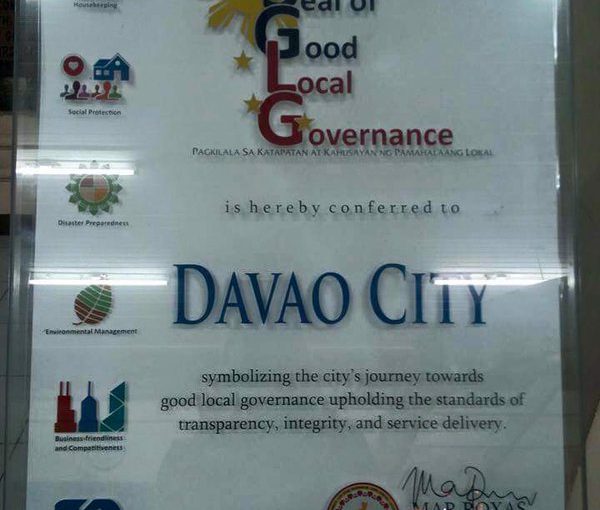 Housekeeping
Seal of
Good
Local
Governance
PAGKILALA SA KATAPATAN AT KAHUSAYAN NG PAMAHALAANG LOKAL
Social Protection
is hereby conferred to
Disaster Preparedness
DAVAO CITY
Environmental Management
symbolizing the city's journey towards
good local governance upholding the standards of
transparency, integrity, and service delivery.
Business-friendliness
and Competitiveness
MAR ROXAS